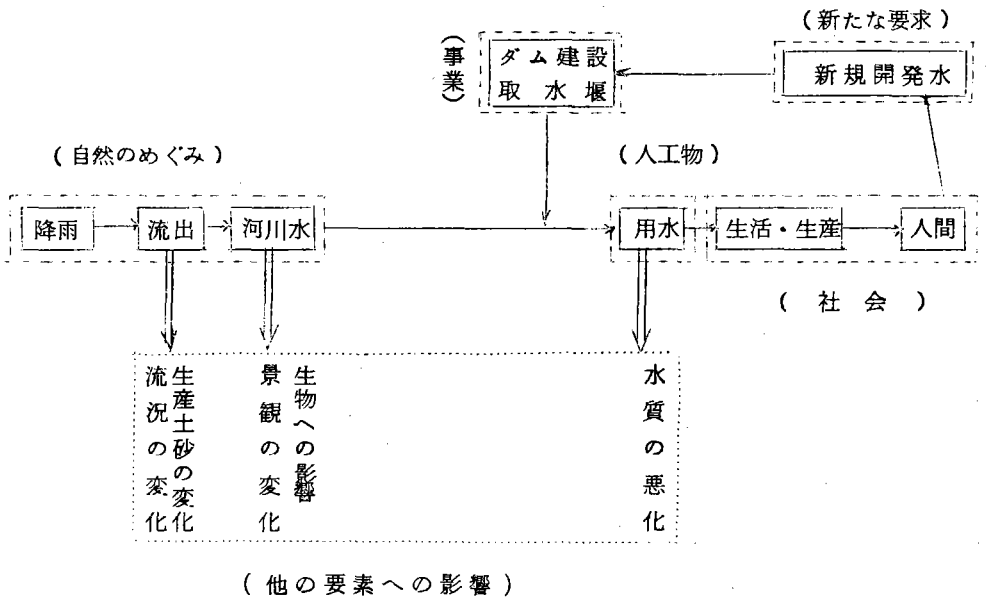 (新たな要求)
(事業)
ダム建設
取水堰
新規開発水
(自然のめぐみ)
(人工物)
降雨
流出
河川水
用水
生活・生産
人間
(社会)
流況の変化
生産土砂の変化
景観の変化
生物への影響
水質の悪化
(他の要素への影響)